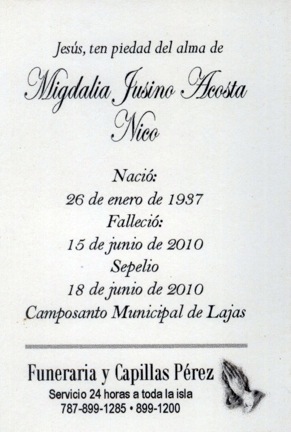 Jesús, ten piedad del alma de
Migdalia Jusino Acosta
Nico
Nació:
26 de enero de 1937
Falleció:
15 de junio de 2010
Sepelio
18 de junio de 2010
Camposanto Municipal de Lajas
Funeraria y Capillas Pérez
Servicio 24 horas a toda la isla
787-899-1285 • 899-1200